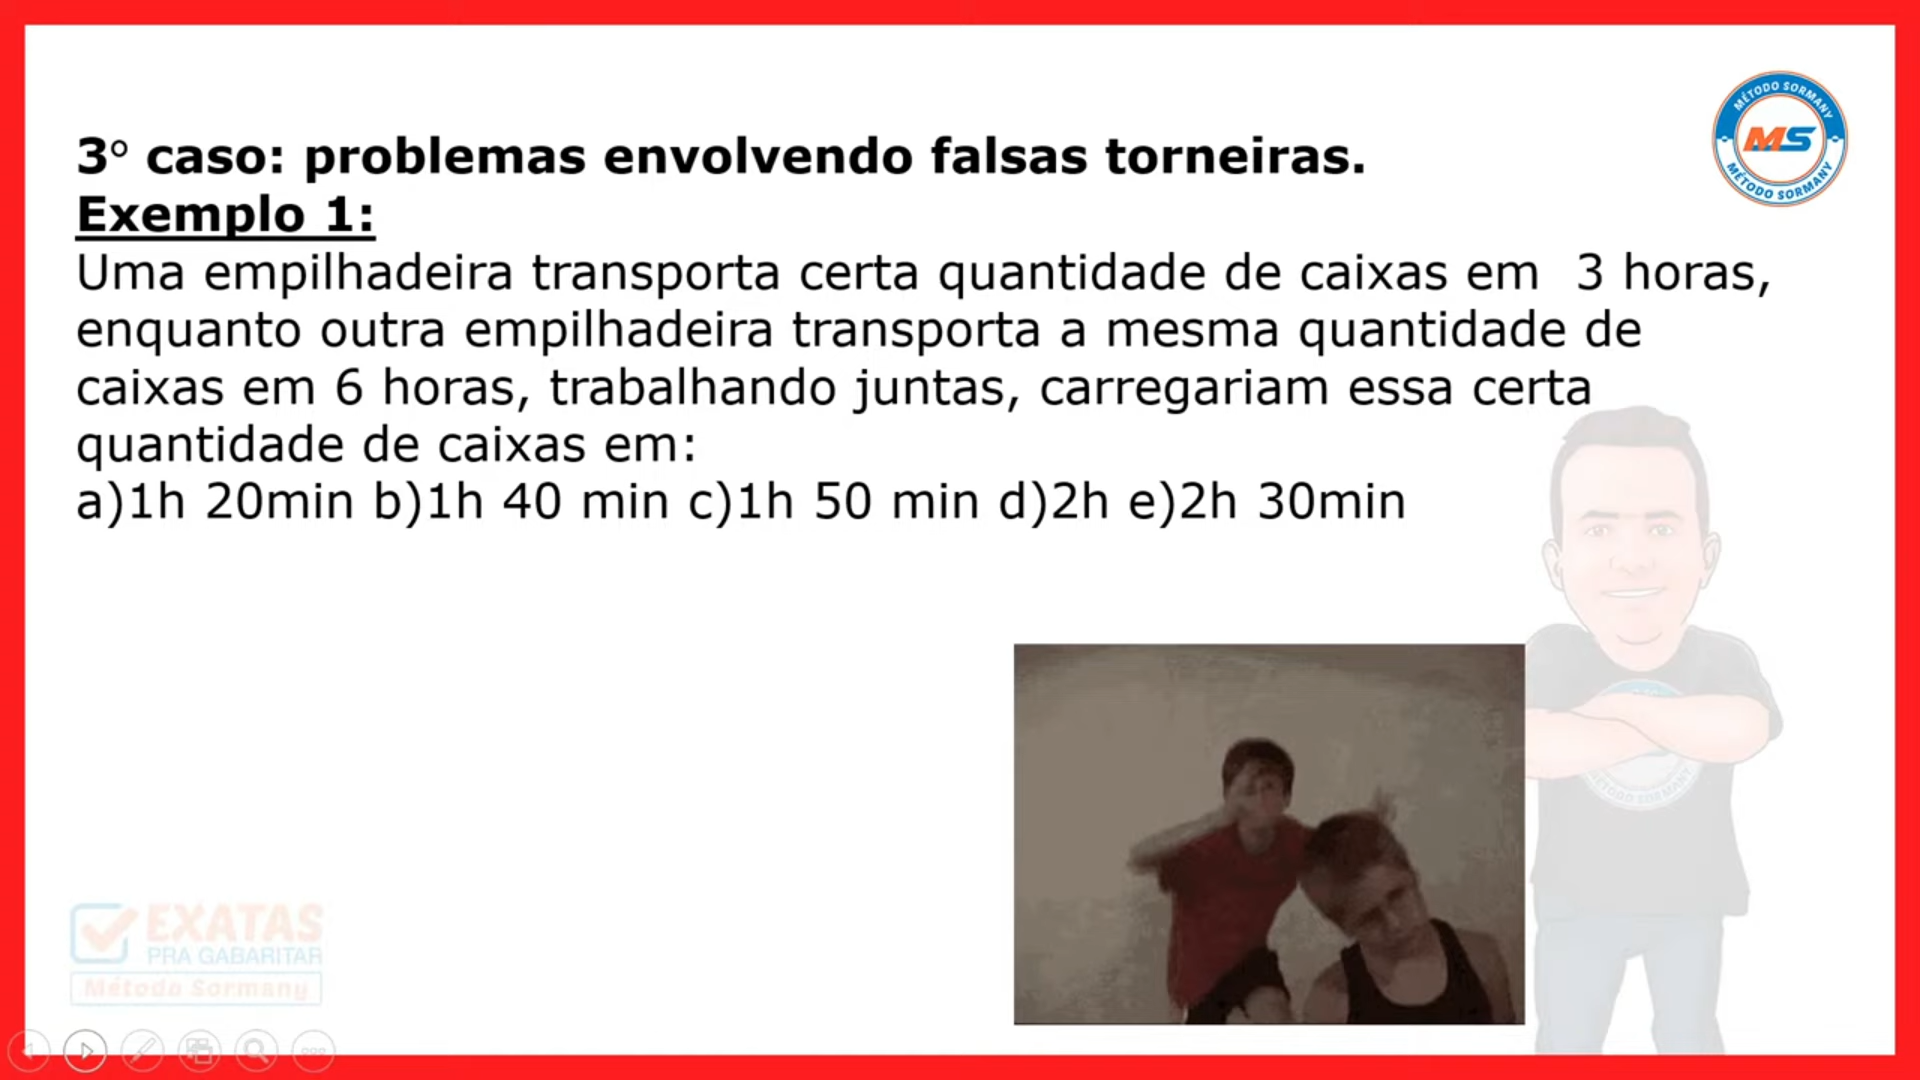 MÉTODO SORMANY
MS
MÉTODO SORMANY
3° caso: problemas envolvendo falsas torneiras.
Exemplo 1:
Uma empilhadeira transporta certa quantidade de caixas em 3 horas,
enquanto outra empilhadeira transporta a mesma quantidade de
caixas em 6 horas, trabalhando juntas, carregariam essa certa
quantidade de caixas em:
a)1h 20min b)1h 40 min c)1h 50 min d)2h e)2h 30min
EXATAS
PRA GABARITAR
Método Sormany